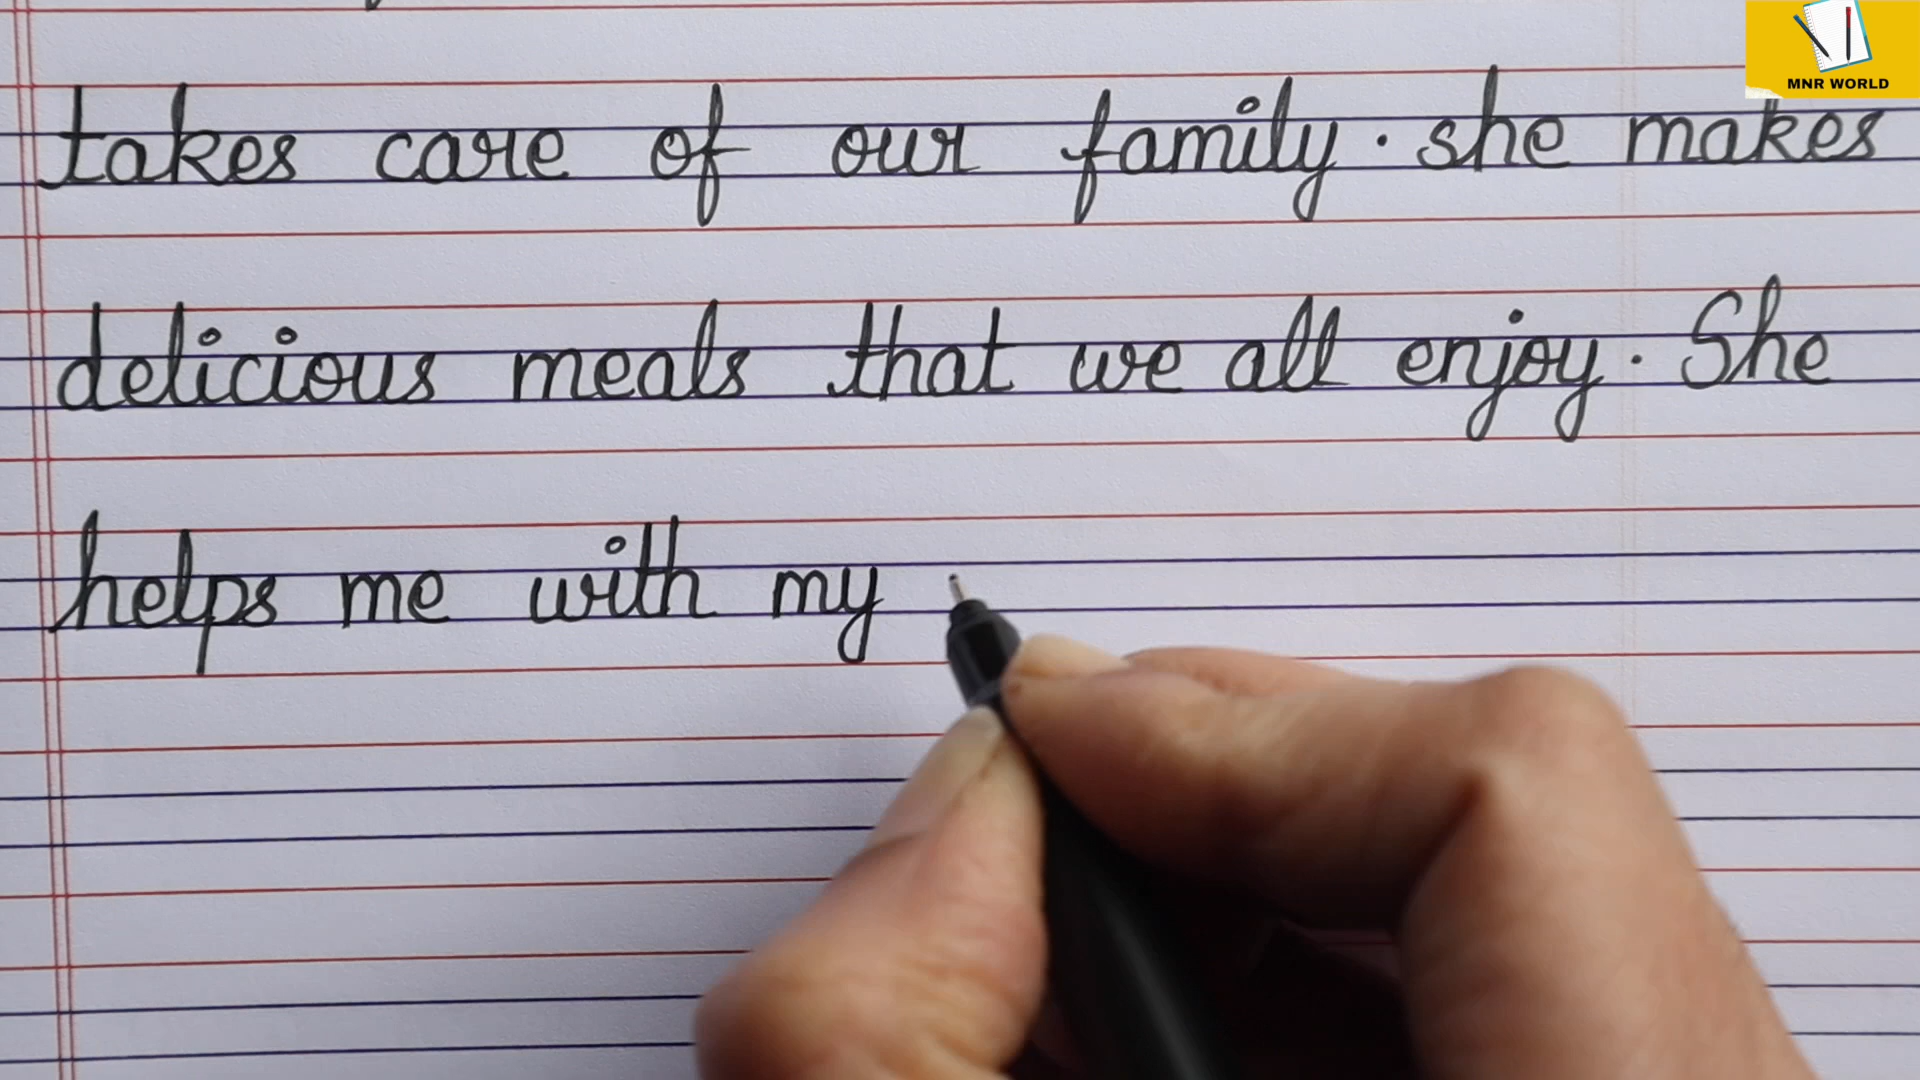 MNR WORLD
takes care of our family. she makes
delicious meals that we all enjoy. She
helps me with my